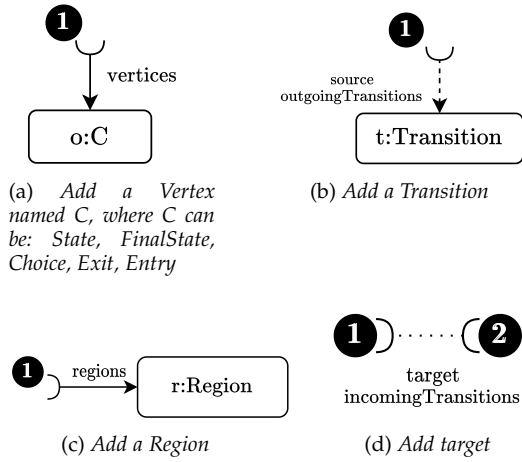 1
vertices
o:C
(a) Add a Vertex
named C, where C can
be: State, FinalState,
Choice, Exit, Entry
1
source
outgoingTransitions
t:Transition
(b) Add a Transition
1
regions
r:Region
(c) Add a Region
1
2
target
incomingTransitions
(d) Add target